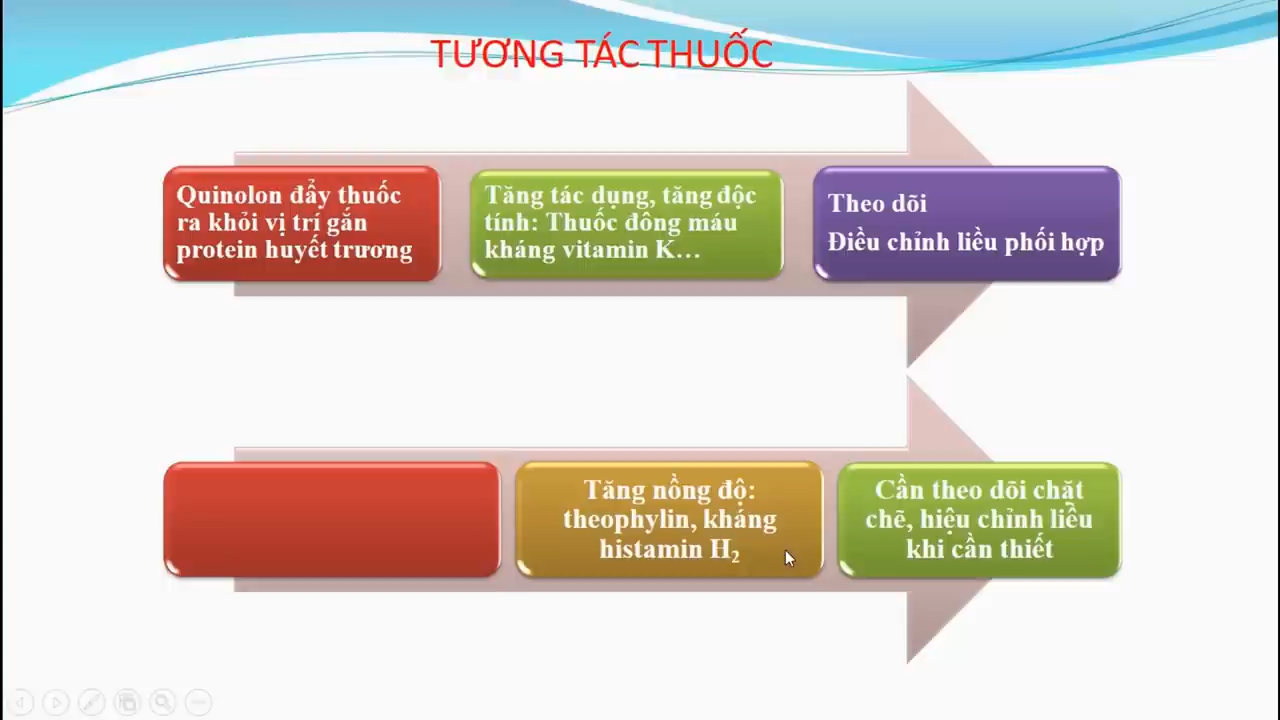 TƯƠNG TÁC THUỐC
Quinolon đẩy thuốc
ra khỏi vị trí gắn
protein huyết tương
Tăng tác dụng, tăng độc
tính: Thuốc đông máu
kháng vitamin K...
Theo dõi
Điều chỉnh liều phối hợp
Tăng nồng độ:
theophylin, kháng
histamin H₂
Cần theo dõi chặt
chẽ, hiệu chỉnh liều
khi cần thiết